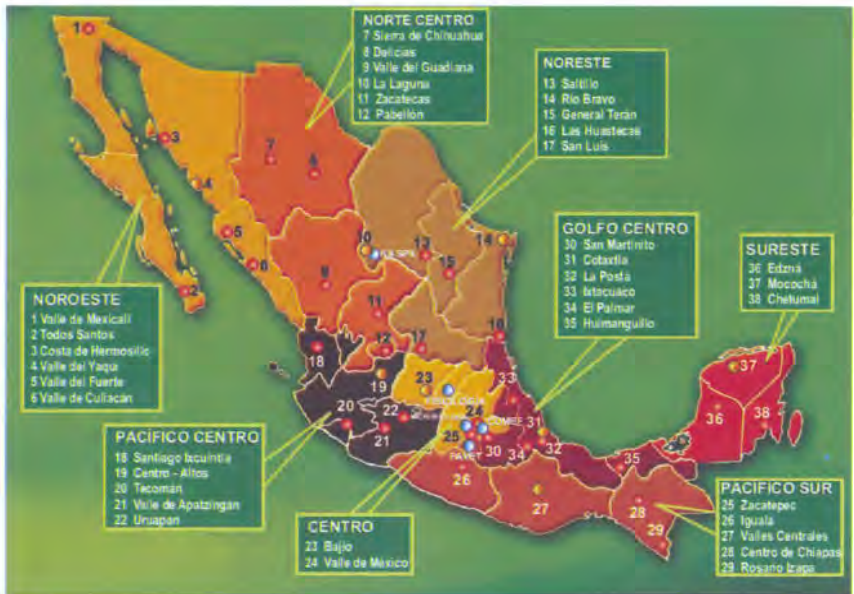 NORTE CENTRO
7 Sierra de Chihuahua
8 Delicias
9 Valle del Guadiana
10 La Laguna
11 Zacatecas
12 Pabellón
NORESTE
13 Saltillo
14 Río Bravo
15 General Terán
16 Las Huastecas
17 San Luis
GOLFO CENTRO
30 San Martinito
31 Cotaxtla
32 La Posta
33 Ixtacuaco
34 El Palmar
35 Huimanguillo
SURESTE
36 Edzná
37 Mocochá
38 Chetumal
NOROESTE
1 Valle de Mexicali
2 Todos Santos
3 Costa de Hermosillo
4 Valle del Yaqui
5 Valle del Fuerte
6 Valle de Culiacán
PACÍFICO CENTRO
18 Santiago Ixcuintla
19 Centro - Altos
20 Tecomán
21 Valle de Apatzingan
22 Uruapan
CENTRO
23 Bajío
24 Valle de México
PACÍFICO SUR
25 Zacatepec
26 Iguala
27 Valles Centrales
28 Centro de Chiapas
29 Rosario Izapa
1
2
3
4
5
6
7
9
10
11
12
13
14
15
16
17
18
19
20
21
22
23
24
COMEF
25
PAVET
26
27
28
29
30
31
32
33
34
35
36
37
38